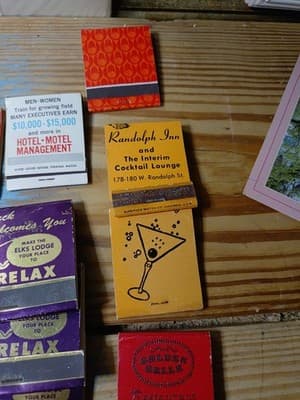 MEN-WOMEN
Train for growing field
MANY EXECUTIVES EARN
$10,000-$15,000
and more in
HOTEL-MOTEL
MANAGEMENT
Randolph Inn
and
The Interim
Cocktail Lounge
178-180 W. Randolph St.
comes You
MAKE THE
ELKS LODGE
YOUR PLACE
TO
RELAX
YOUR PLACE
TO
RELAX
GOLDEN
BELLE